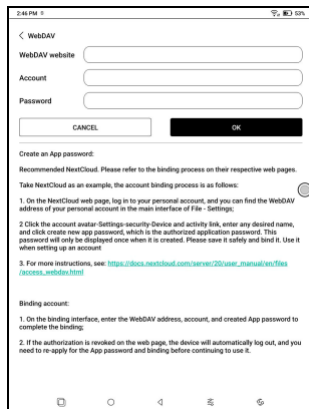 2:46 PM
53%
WebDAV
WebDAV website
Account
Password
CANCEL
OK
Create an App password:
Recommended NextCloud. Please refer to the binding process on their respective web pages.
Take NextCloud as an example, the account binding process is as follows:
1. On the NextCloud web page, log in to your personal account, and you can find the WebDAV
address of your personal account in the main interface of File - Settings;
2 Click the account avatar-Settings-security-Device and activity link, enter any desired name,
and click create new app password, which is the authorized application password. This
password will only be displayed once when it is created. Please save it safely and bind it. Use it
when setting up an account
3. For more instructions, see: https://docs.nextcloud.com/server/20/user_manual/en/files
/access_webdav.html
Binding account:
1. On the binding interface, enter the WebDAV address, account, and created App password to
complete the binding;
2. If the authorization is revoked on the web page, the device will automatically log out, and you
need to re-apply for the App password and binding before continuing to use it.